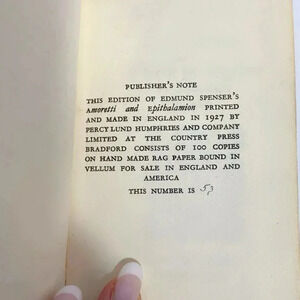 PUBLISHER'S NOTE
THIS EDITION OF EDMUND SPENSER'S
Amoretti and Epithalamion PRINTED
AND MADE IN ENGLAND IN 1927 BY
PERCY LUND HUMPHRIES AND COMPANY
LIMITED AT THE COUNTRY PRESS
BRADFORD CONSISTS OF 100 COPIES
ON HAND MADE RAG PAPER BOUND IN
VELLUM FOR SALE IN ENGLAND AND
AMERICA
THIS NUMBER IS 53